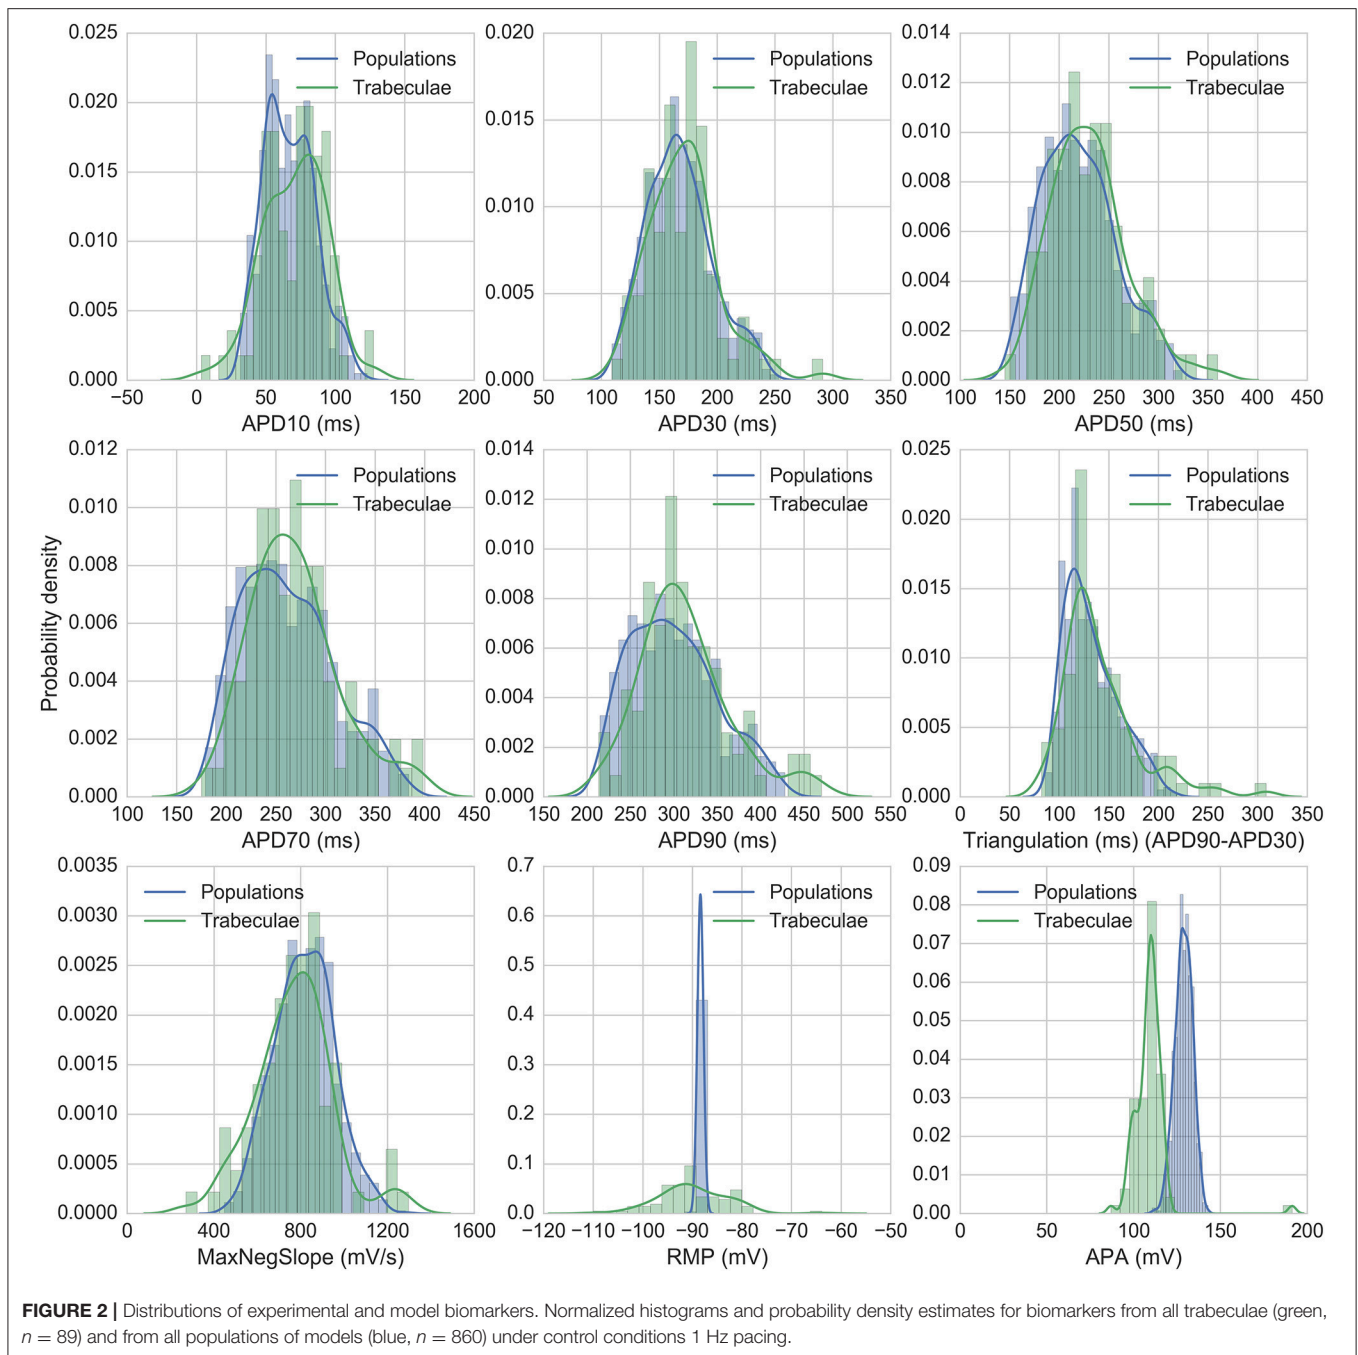 0.025
0.020
0.015
0.010
0.005
0.000
−50 0 50 100 150 200
APD10 (ms)
Populations
Trabeculae
0.020
0.015
0.010
0.005
0.000
50 100 150 200 250 300 350
APD30 (ms)
Populations
Trabeculae
0.014
0.012
0.010
0.008
0.006
0.004
0.002
0.000
100 150 200 250 300 350 400 450
APD50 (ms)
Populations
Trabeculae
Probability density
0.012
0.010
0.008
0.006
0.004
0.002
0.000
100 150 200 250 300 350 400 450
APD70 (ms)
Populations
Trabeculae
0.014
0.012
0.010
0.008
0.006
0.004
0.002
0.000
150 200 250 300 350 400 450 500 550
APD90 (ms)
Populations
Trabeculae
0.025
0.020
0.015
0.010
0.005
0.000
0 50 100 150 200 250 300 350
Triangulation (ms) (APD90-APD30)
Populations
Trabeculae
0.0035
0.0030
0.0025
0.0020
0.0015
0.0010
0.0005
0.0000
0 400 800 1200 1600
MaxNegSlope (mV/s)
Populations
Trabeculae
0.7
0.6
0.5
0.4
0.3
0.2
0.1
0.0
−120 −110 −100 −90 −80 −70 −60 −50
RMP (mV)
Populations
Trabeculae
0.09
0.08
0.07
0.06
0.05
0.04
0.03
0.02
0.01
0.00
0 50 100 150 200
APA (mV)
Populations
Trabeculae
FIGURE 2 | Distributions of experimental and model biomarkers. Normalized histograms and probability density estimates for biomarkers from all trabeculae (green,
n = 89) and from all populations of models (blue, n = 860) under control conditions 1 Hz pacing.